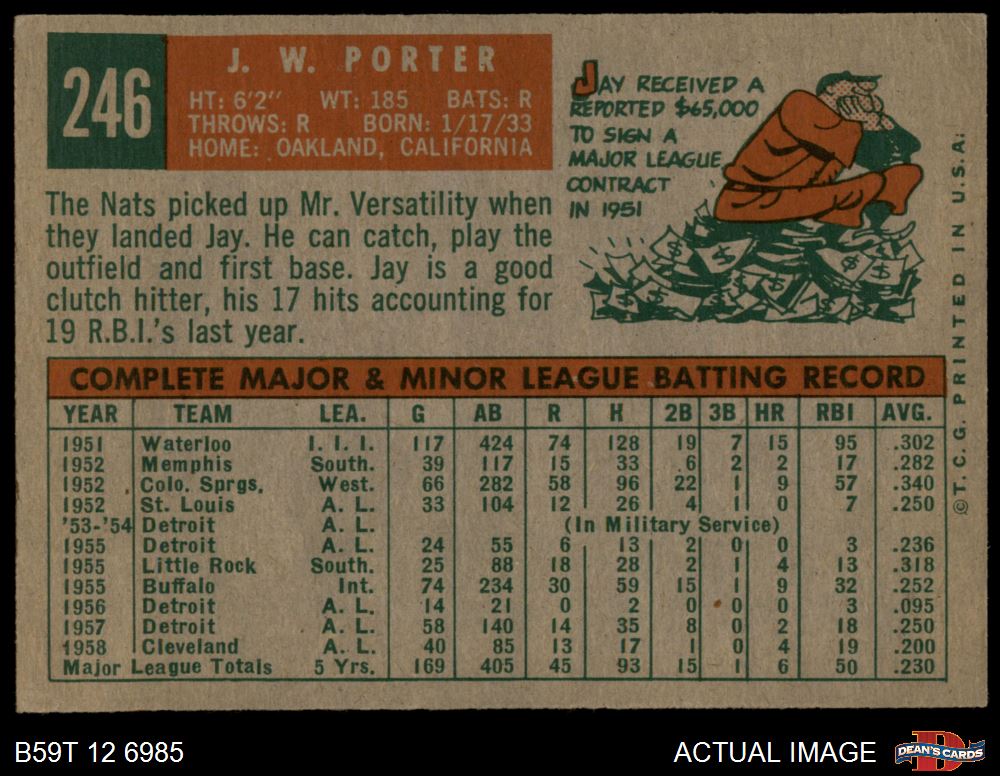 246
J. W. PORTER
HT: 6'2" WT: 185 BATS: R
THROWS: R BORN: 1/17/33
HOME: OAKLAND, CALIFORNIA
The Nats picked up Mr. Versatility when
they landed Jay. He can catch, play the
outfield and first base. Jay is a good
clutch hitter, his 17 hits accounting for
19 R.B.I.'s last year.
JAY RECEIVED A
REPORTED $65,000
TO SIGN A
MAJOR LEAGUE
CONTRACT
IN 1951
COMPLETE MAJOR & MINOR LEAGUE BATTING RECORD
YEAR TEAM LEA. G AB R H 2B 3B HR RBI AVG.
1951 Waterloo I. I. I. 117 424 74 128 19 7 15 95 .302
1952 Memphis South. 39 117 15 33 6 2 2 17 .282
1952 Colo. Sprgs. West. 66 282 58 96 22 1 9 57 .340
1952 St. Louis A. L. 33 104 12 26 4 1 0 7 .250
'53-'54 Detroit (In Military Service)
1955 Detroit A. L. 24 55 6 13 2 0 0 3 .236
1955 Little Rock South. 25 88 18 28 2 1 4 13 .318
1955 Buffalo Int. 74 234 30 59 15 1 9 32 .252
1956 Detroit A. L. 14 21 0 2 0 0 0 3 .095
1957 Detroit A. L. 58 140 14 35 8 0 2 18 .250
1958 Cleveland A. L. 40 85 13 17 1 0 4 19 .200
Major League Totals 5 Yrs. 169 405 45 93 15 1 6 50 .230
© T. C. G. PRINTED IN U.S.A.
B59T 12 6985
ACTUAL IMAGE
D
DEAN'S CARDS